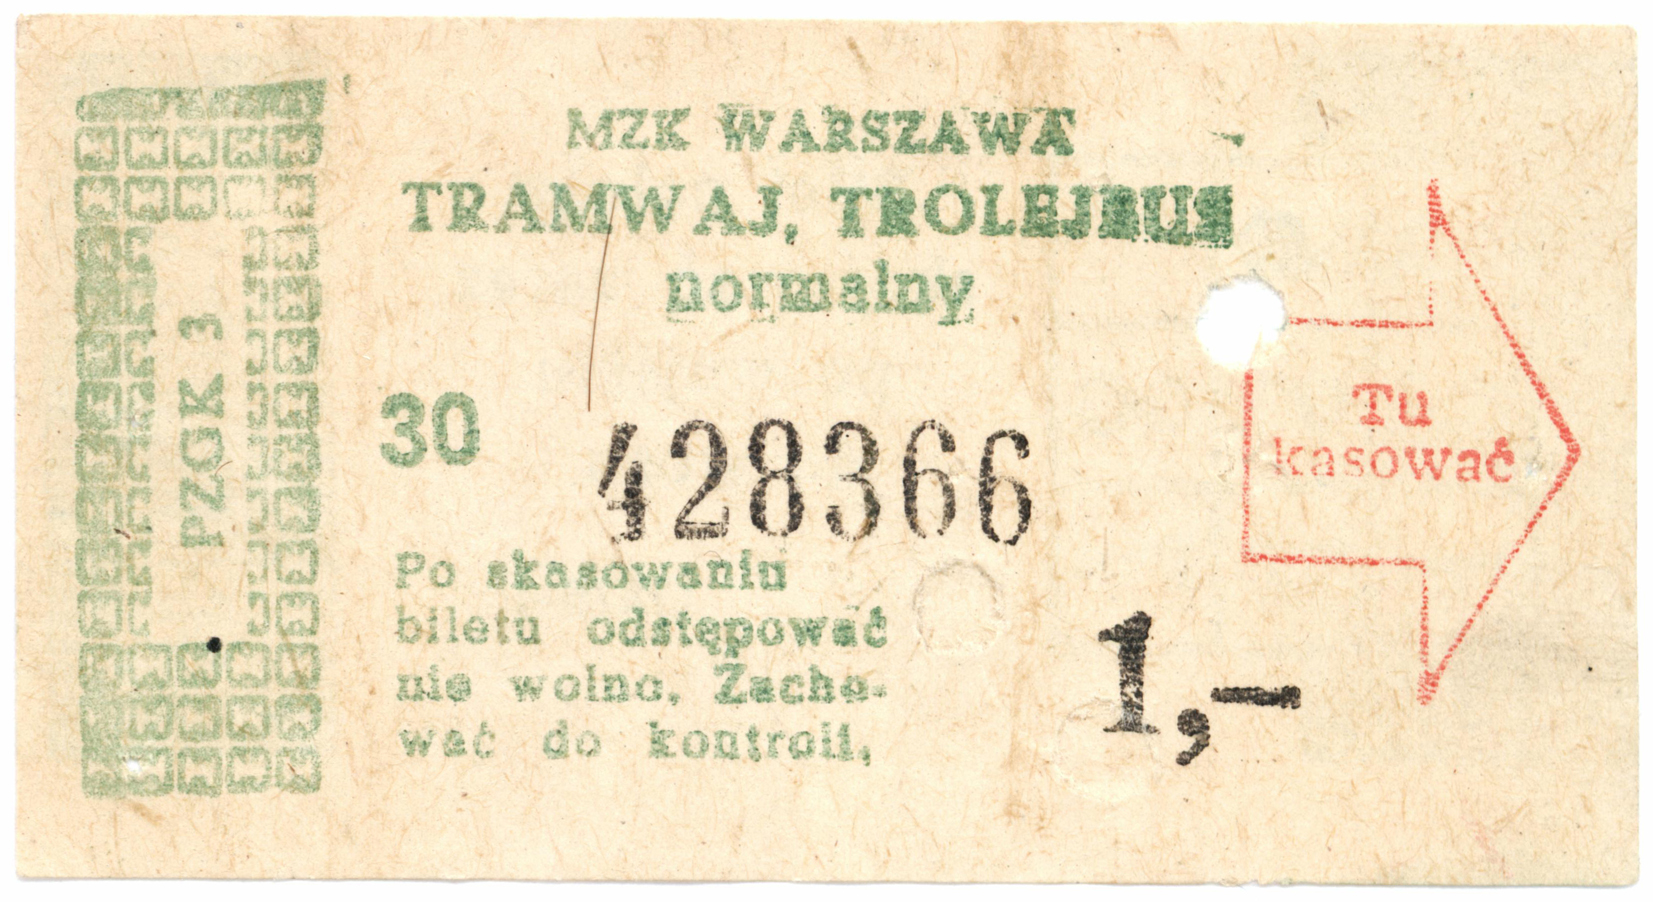 MZK WARSZAWA
TRAMWAJ, TROLEJBUS
normalny
PZGK 3
30
428366
Po skasowaniu
biletu odstępować
nie wolno. Zacho-
wać do kontroli.
1,-
Tu
kasować